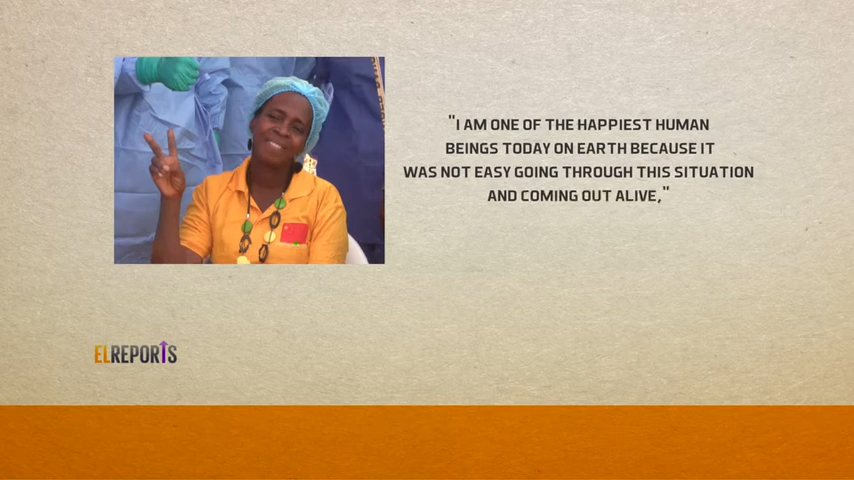 "I AM ONE OF THE HAPPIEST HUMAN
BEINGS TODAY ON EARTH BECAUSE IT
WAS NOT EASY GOING THROUGH THIS SITUATION
AND COMING OUT ALIVE,"
ELREPORTS